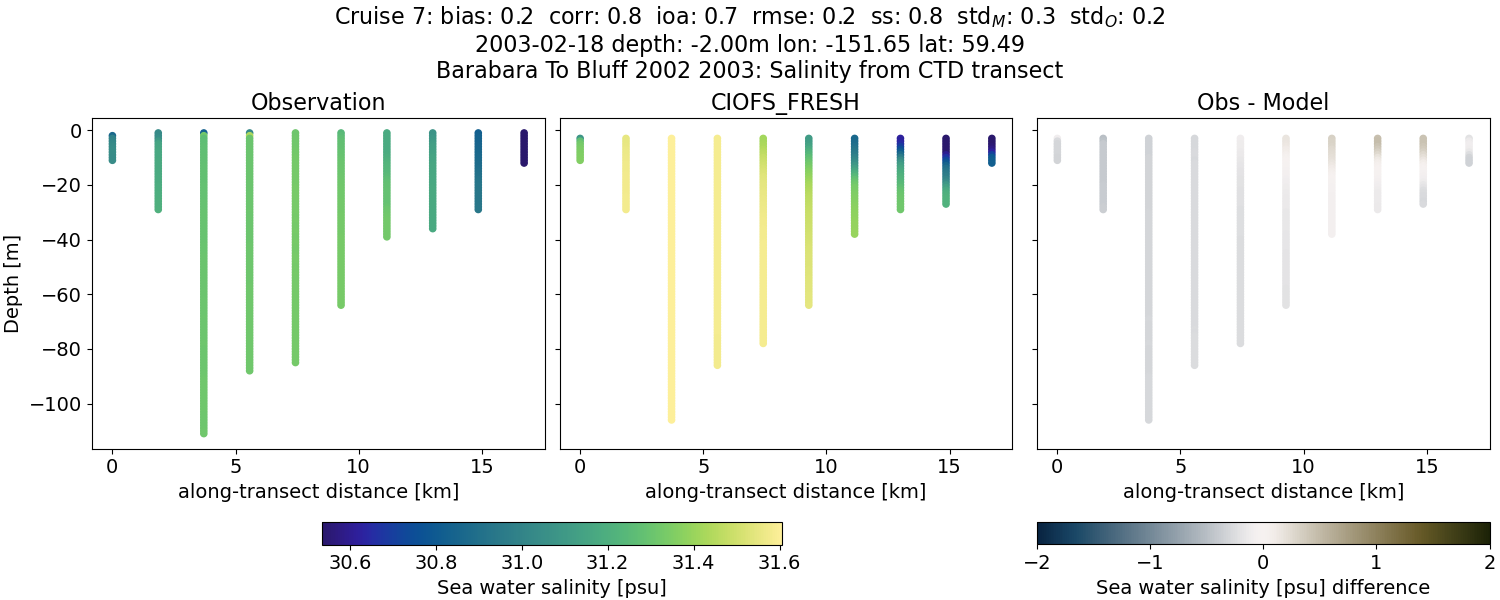 Cruise 7: bias: 0.2  corr: 0.8  ioa: 0.7  rmse: 0.2  ss: 0.8  std_M: 0.3  std_O: 0.2
2003-02-18 depth: -2.00m lon: -151.65 lat: 59.49
Barabara To Bluff 2002 2003: Salinity from CTD transect
Observation
CIOFS_FRESH
Obs - Model
Depth [m]
0
−20
−40
−60
−80
−100
0 5 10 15
0 5 10 15
0 5 10 15
along-transect distance [km]
along-transect distance [km]
along-transect distance [km]
30.6 30.8 31.0 31.2 31.4 31.6
Sea water salinity [psu]
−2 −1 0 1 2
Sea water salinity [psu] difference